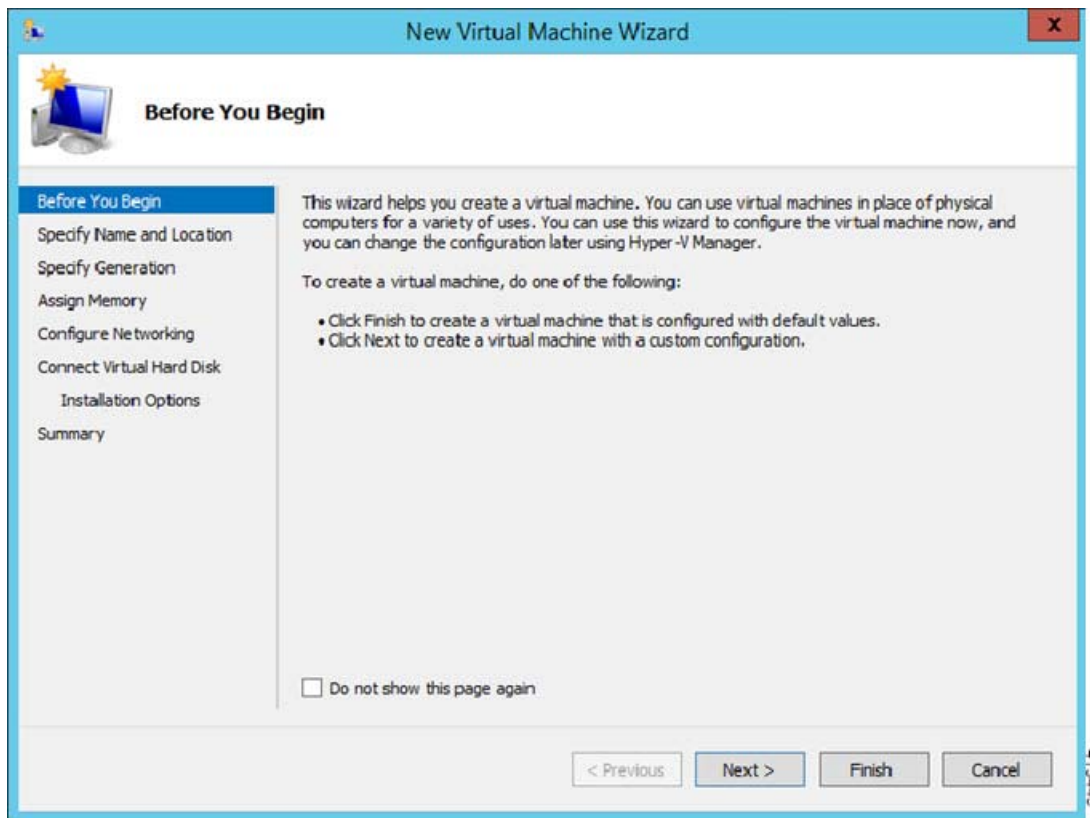 New Virtual Machine Wizard
x
Before You Begin
Before You Begin
Specify Name and Location
Specify Generation
Assign Memory
Configure Networking
Connect Virtual Hard Disk
Installation Options
Summary
This wizard helps you create a virtual machine. You can use virtual machines in place of physical
computers for a variety of uses. You can use this wizard to configure the virtual machine now, and
you can change the configuration later using Hyper-V Manager.
To create a virtual machine, do one of the following:
• Click Finish to create a virtual machine that is configured with default values.
• Click Next to create a virtual machine with a custom configuration.
Do not show this page again
< Previous
Next >
Finish
Cancel